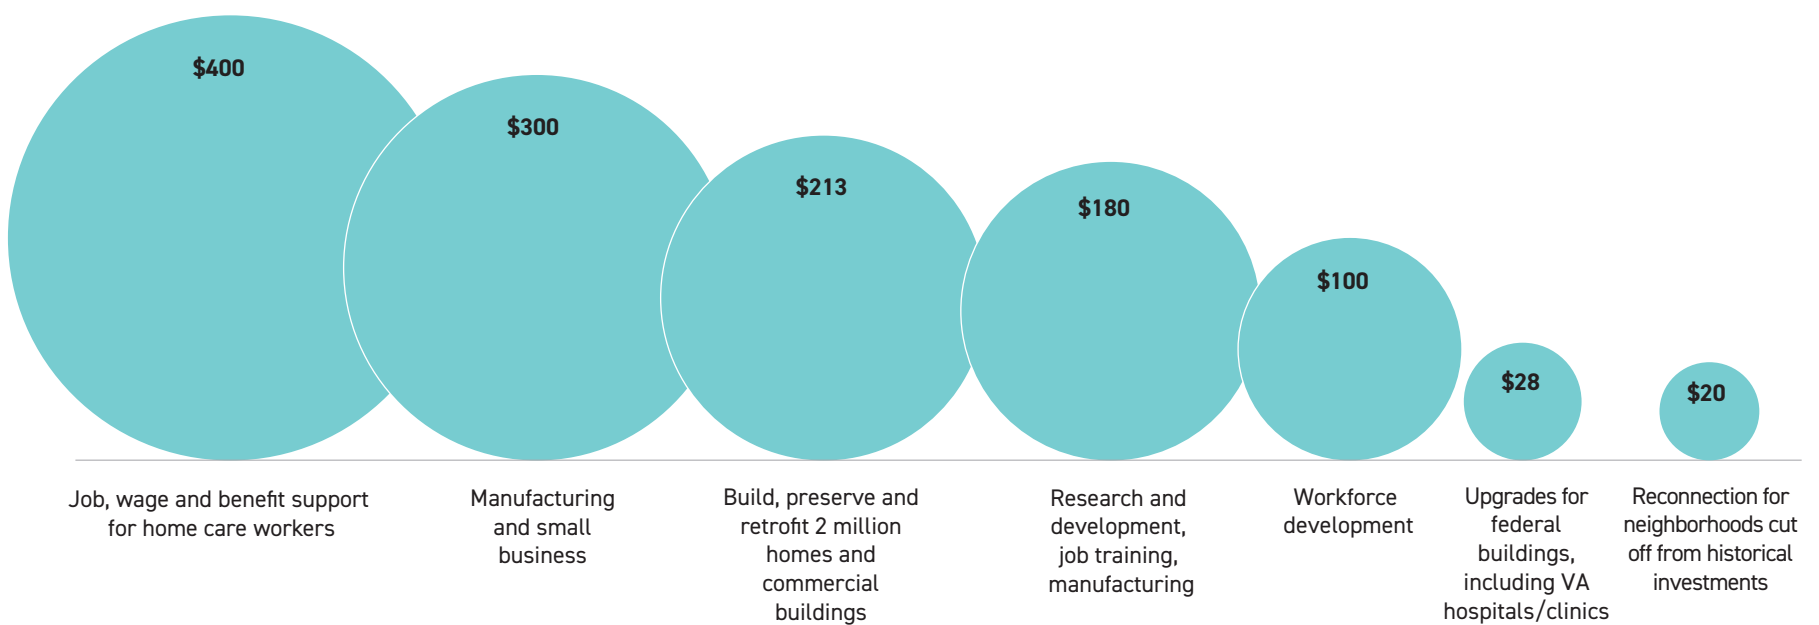 $400
$300
$213
$180
$100
$28
$20
Job, wage and benefit support
for home care workers
Manufacturing
and small
business
Build, preserve and
retrofit 2 million
homes and
commercial
buildings
Research and
development,
job training,
manufacturing
Workforce
development
Upgrades for
federal
buildings,
including VA
hospitals/clinics
Reconnection for
neighborhoods cut
off from historical
investments